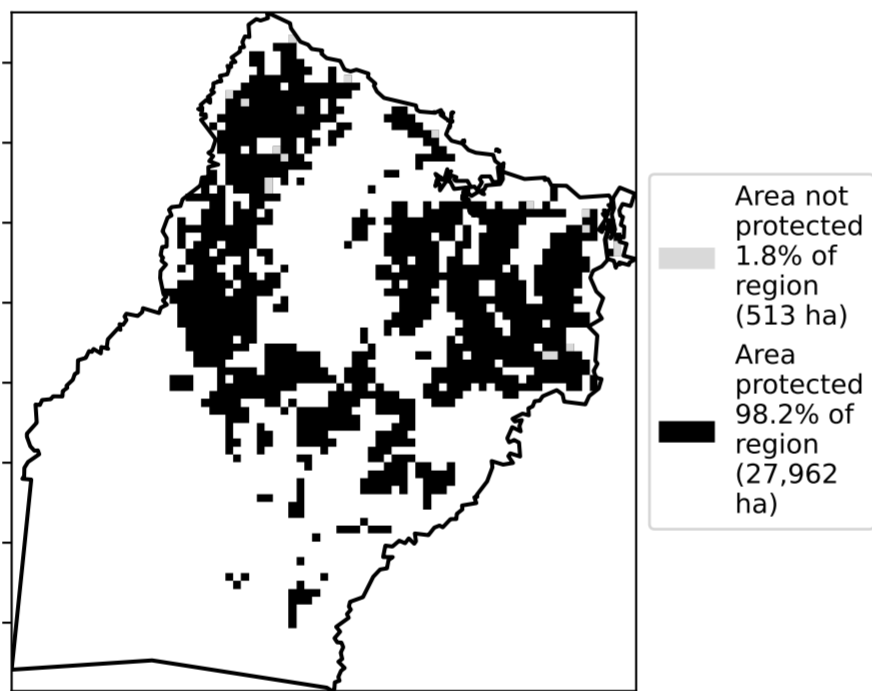 Area not
protected
1.8% of
region
(513 ha)
Area
protected
98.2% of
region
(27,962
ha)